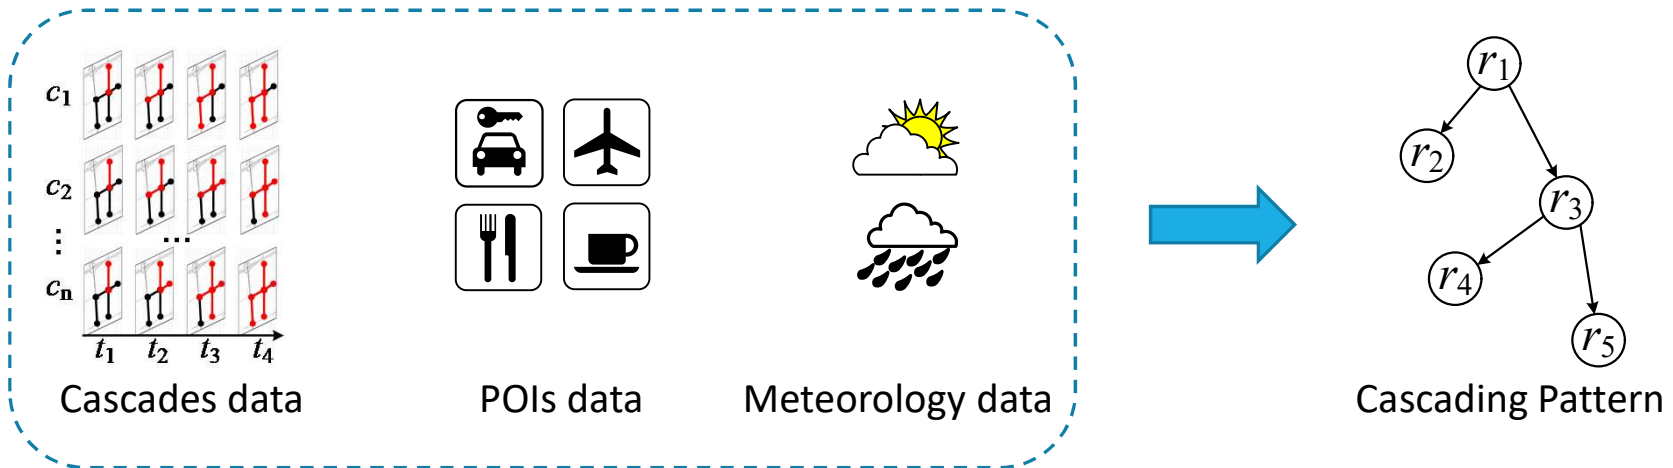 c1
c2
⋮
...
cn
t1 t2 t3 t4
Cascades data
POIs data
Meteorology data
r1
r2
r3
r4
r5
Cascading Pattern